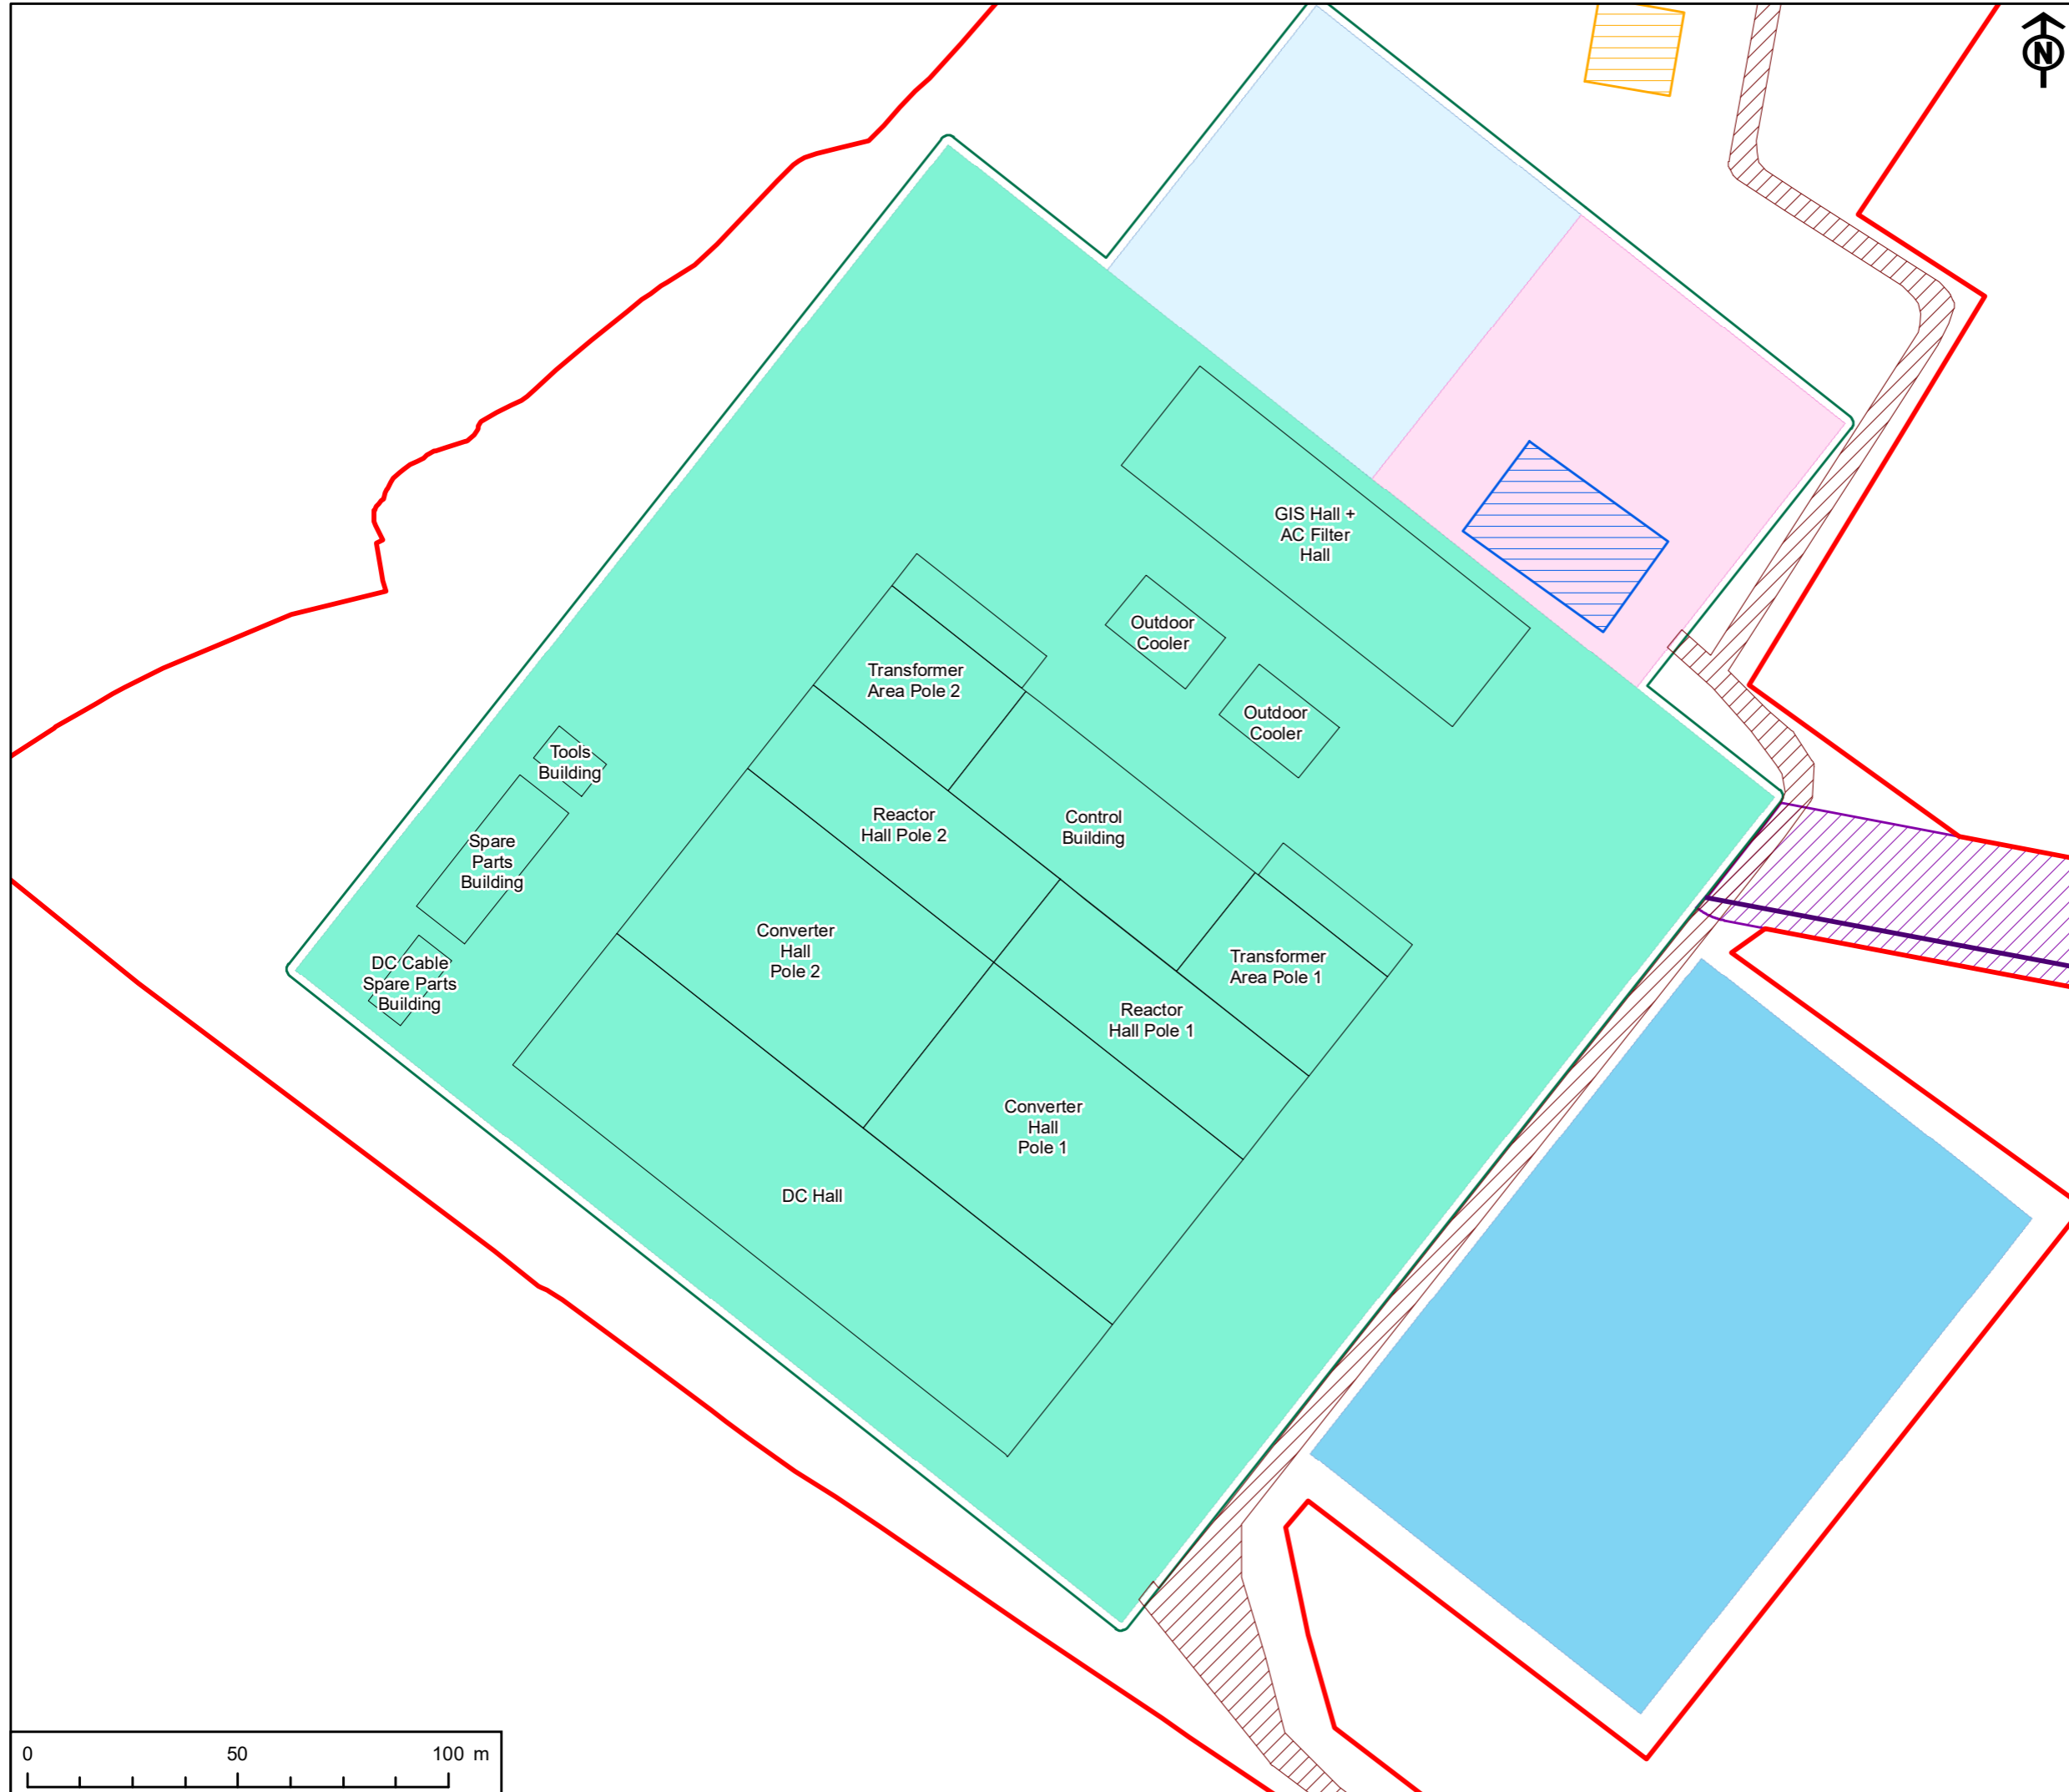 N
GIS Hall +
AC Filter
Hall
Outdoor
Cooler
Transformer
Area Pole 2
Outdoor
Cooler
Tools
Building
Reactor
Hall Pole 2
Control
Building
Spare
Parts
Building
Converter
Hall
Pole 2
Transformer
Area Pole 1
DC Cable
Spare Parts
Building
Reactor
Hall Pole 1
Converter
Hall
Pole 1
DC Hall
0 50 100 m